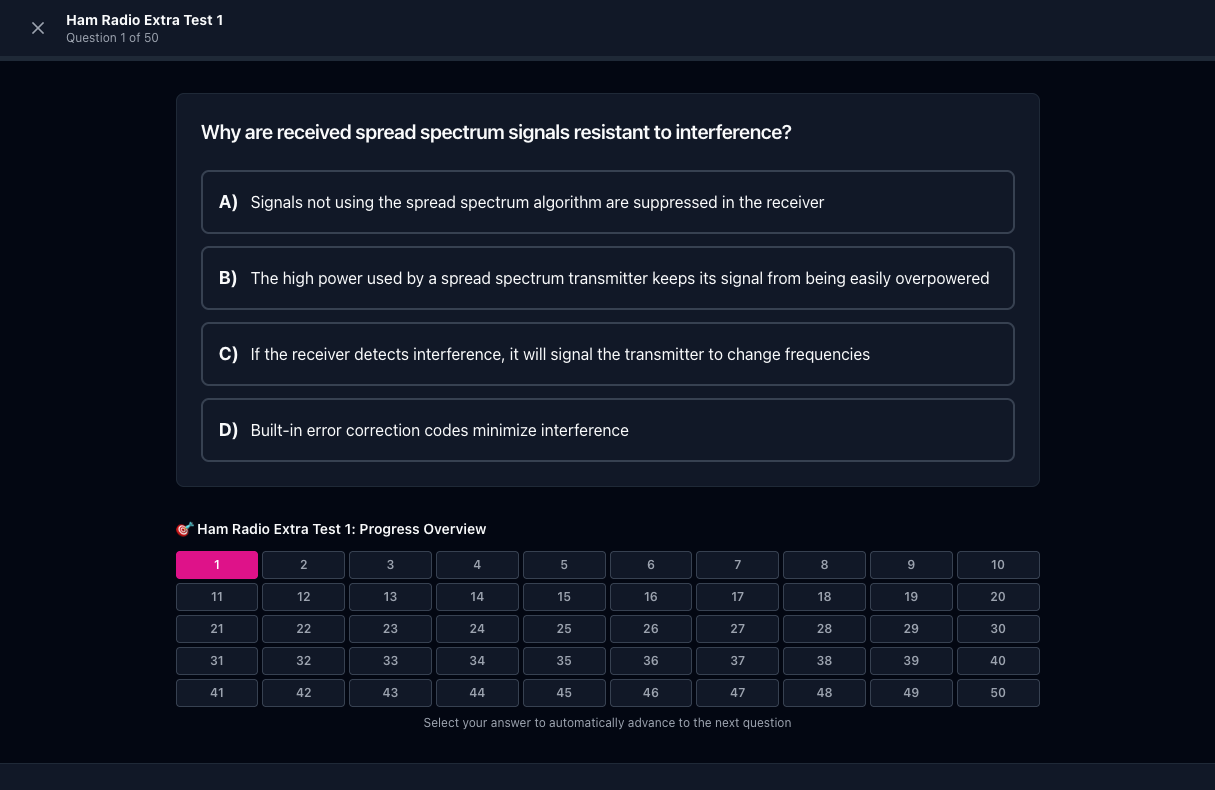 Ham Radio Extra Test 1
Question 1 of 50
Why are received spread spectrum signals resistant to interference?
A) Signals not using the spread spectrum algorithm are suppressed in the receiver
B) The high power used by a spread spectrum transmitter keeps its signal from being easily overpowered
C) If the receiver detects interference, it will signal the transmitter to change frequencies
D) Built-in error correction codes minimize interference
🎯 Ham Radio Extra Test 1: Progress Overview
1 2 3 4 5 6 7 8 9 10
11 12 13 14 15 16 17 18 19 20
21 22 23 24 25 26 27 28 29 30
31 32 33 34 35 36 37 38 39 40
41 42 43 44 45 46 47 48 49 50
Select your answer to automatically advance to the next question